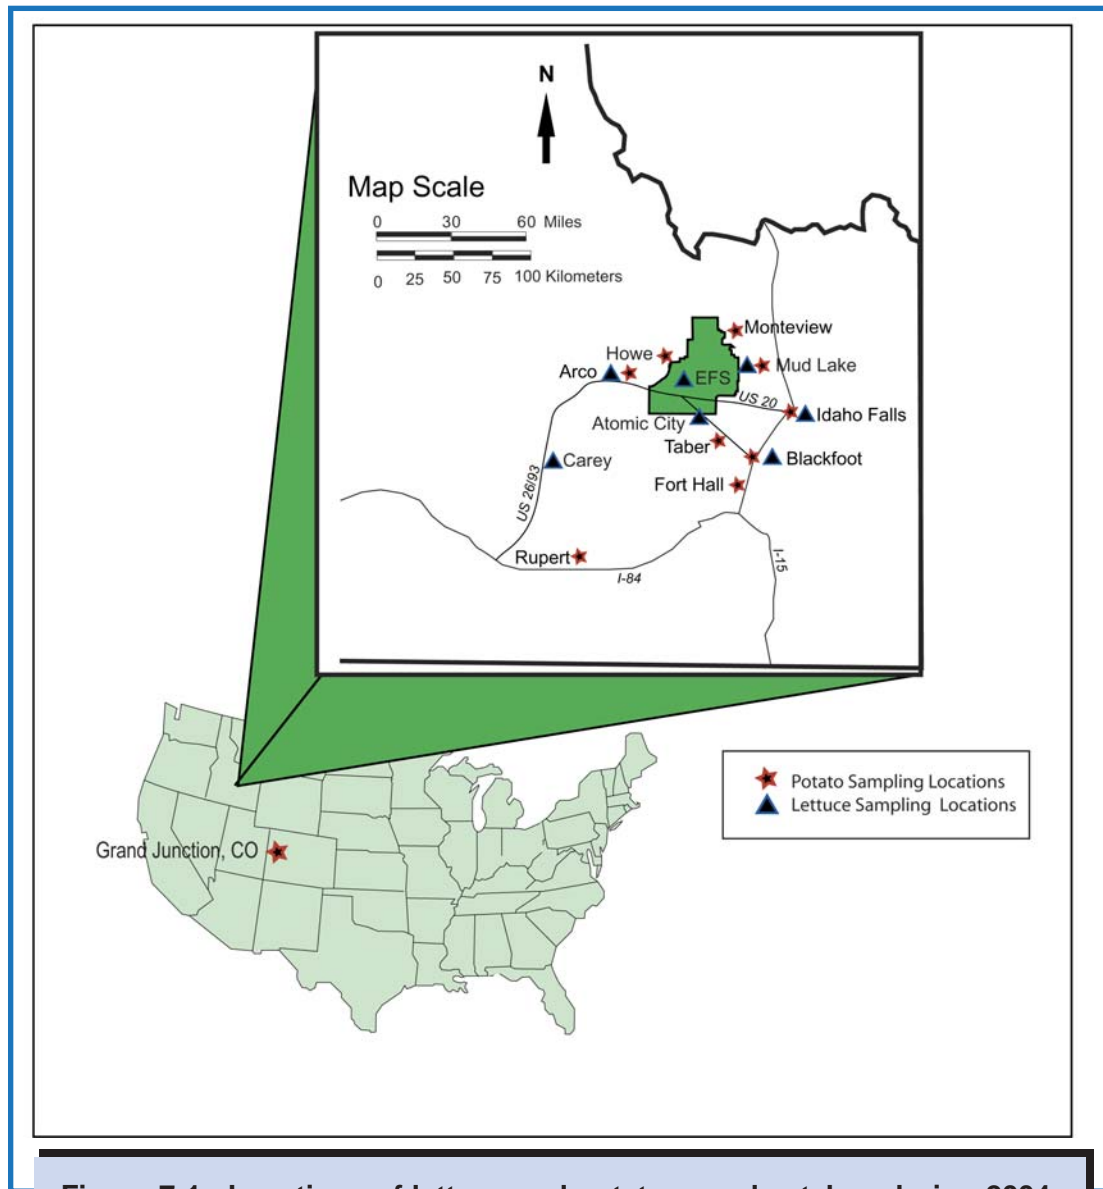 N
Map Scale
0 30 60 Miles
0 25 50 75 100 Kilometers
Monteview
Howe
Mud Lake
Arco
EFS
US 20
Idaho Falls
Atomic City
Taber
Blackfoot
Carey
Fort Hall
US 26/93
Rupert
I-84
I-15
Potato Sampling Locations
Lettuce Sampling Locations
Grand Junction, CO